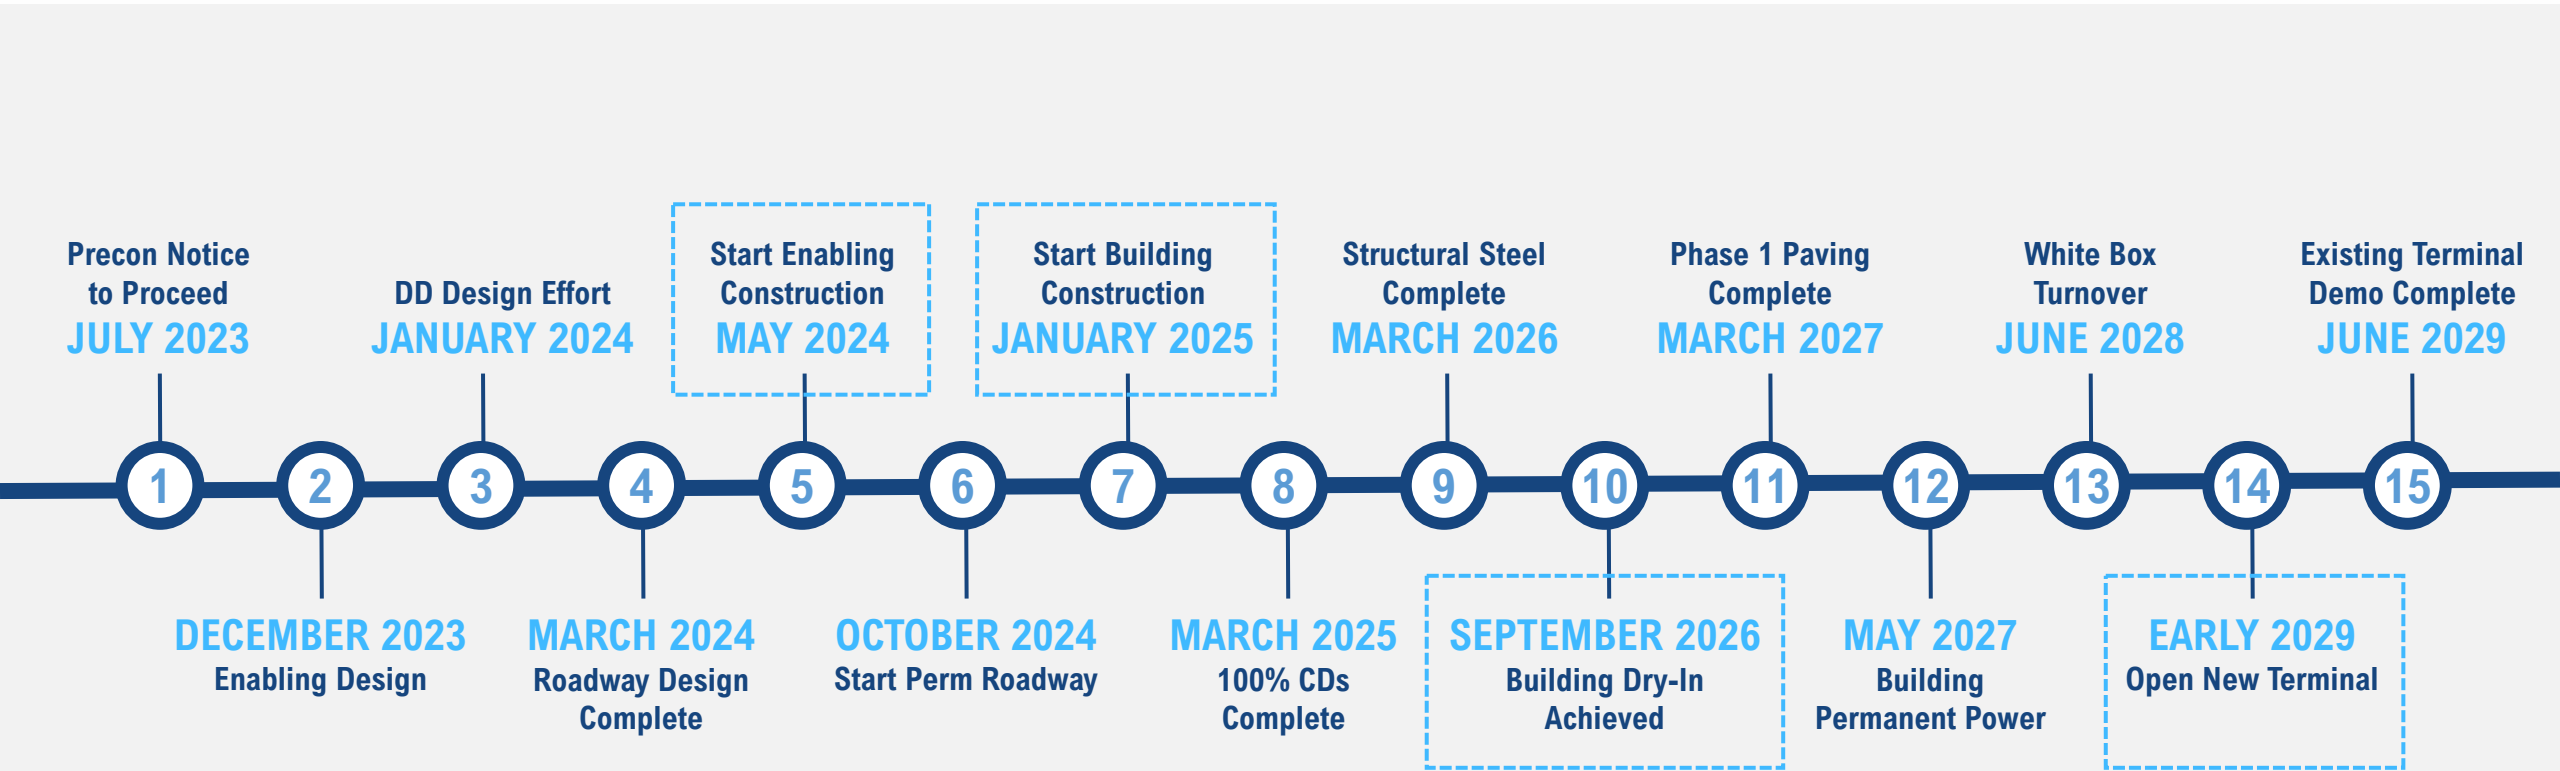 Precon Notice
to Proceed
JULY 2023
DD Design Effort
JANUARY 2024
Start Enabling
Construction
MAY 2024
Start Building
Construction
JANUARY 2025
Structural Steel
Complete
MARCH 2026
Phase 1 Paving
Complete
MARCH 2027
White Box
Turnover
JUNE 2028
Existing Terminal
Demo Complete
JUNE 2029
1
2
3
4
5
6
7
8
9
10
11
12
13
14
15
DECEMBER 2023
Enabling Design
MARCH 2024
Roadway Design
Complete
OCTOBER 2024
Start Perm Roadway
MARCH 2025
100% CDs
Complete
SEPTEMBER 2026
Building Dry-In
Achieved
MAY 2027
Building
Permanent Power
EARLY 2029
Open New Terminal